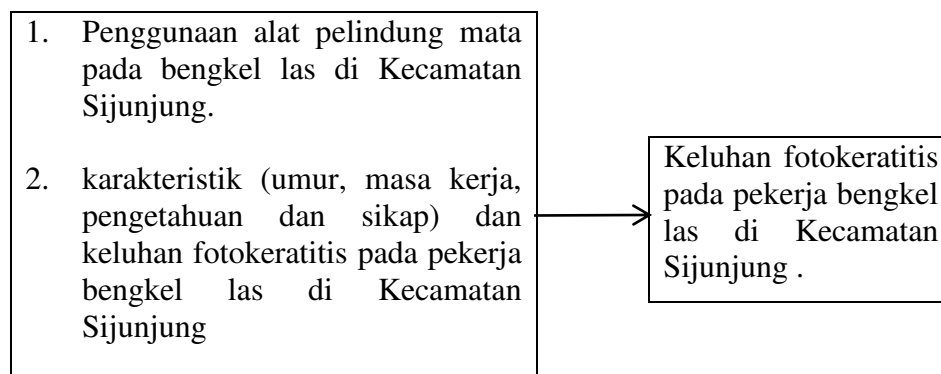 1. Penggunaan alat pelindung mata
pada bengkel las di Kecamatan
Sijunjung.
2. karakteristik (umur, masa kerja,
pengetahuan dan sikap) dan
keluhan fotokeratitis pada pekerja
bengkel las di Kecamatan
Sijunjung
Keluhan fotokeratitis
pada pekerja bengkel
las di Kecamatan
Sijunjung .